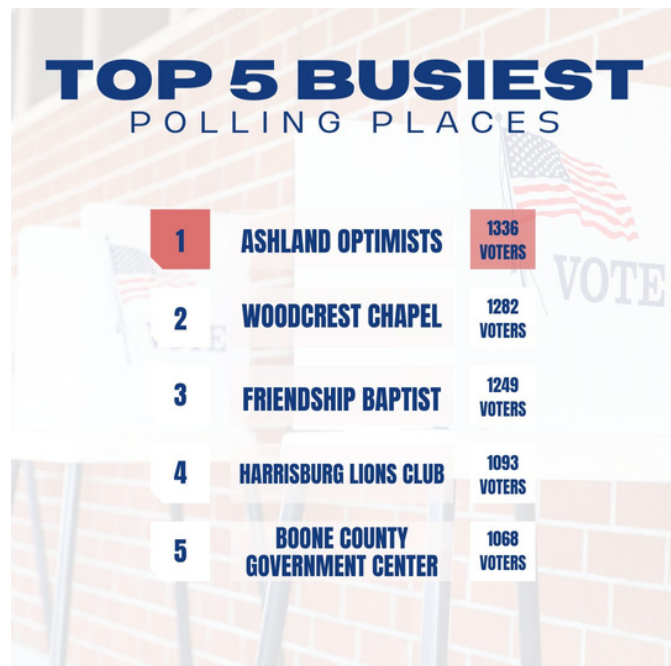 TOP 5 BUSIEST
POLLING PLACES
1
ASHLAND OPTIMISTS
1336
VOTERS
VOTE
2
WOODCREST CHAPEL
1282
VOTERS
VOTE
3
FRIENDSHIP BAPTIST
1249
VOTERS
4
HARRISBURG LIONS CLUB
1093
VOTERS
5
BOONE COUNTY
GOVERNMENT CENTER
1068
VOTERS